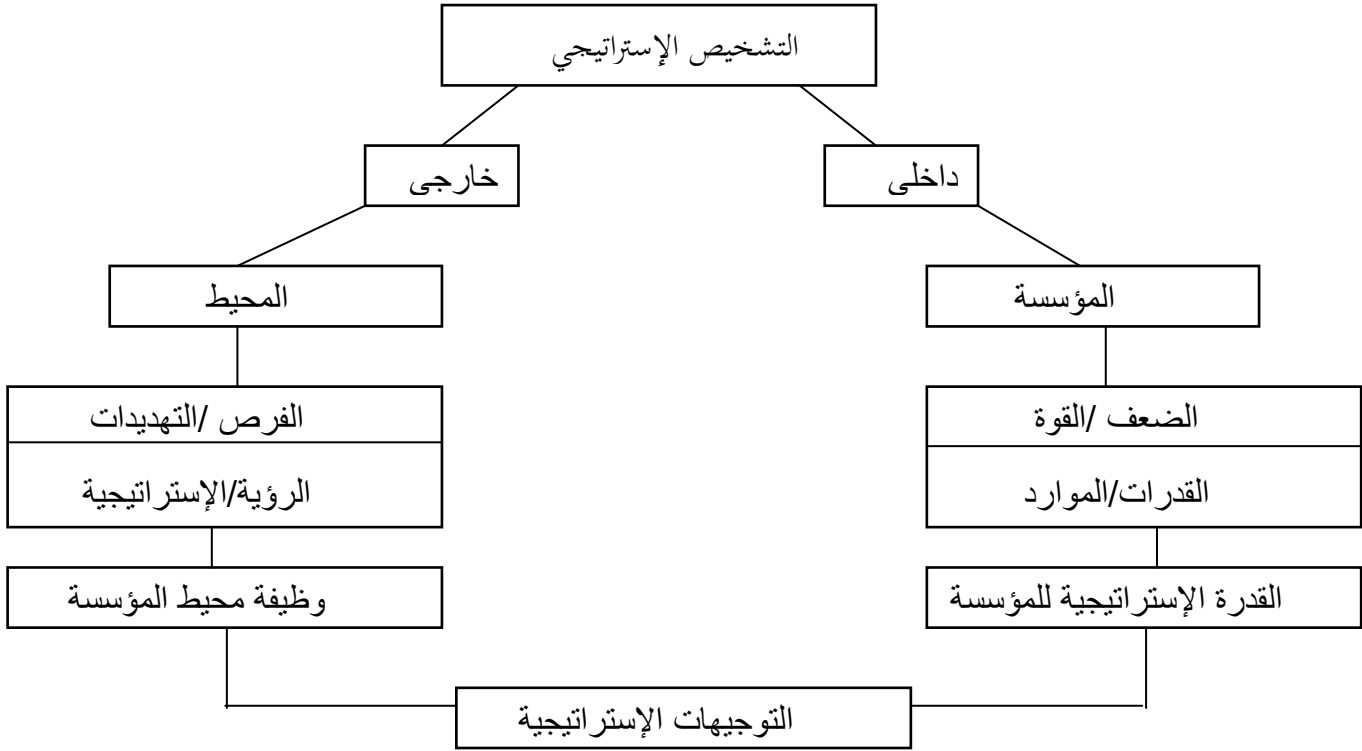 التشخيص الإستراتيجي
داخلى
خارجى
المؤسسة
المحيط
الضعف /القوة
الفرص /التهديدات
القدرات/الموارد
الرؤية/الإستراتيجية
القدرة الإستراتيجية للمؤسسة
وظيفة محيط المؤسسة
التوجيهات الإستراتيجية